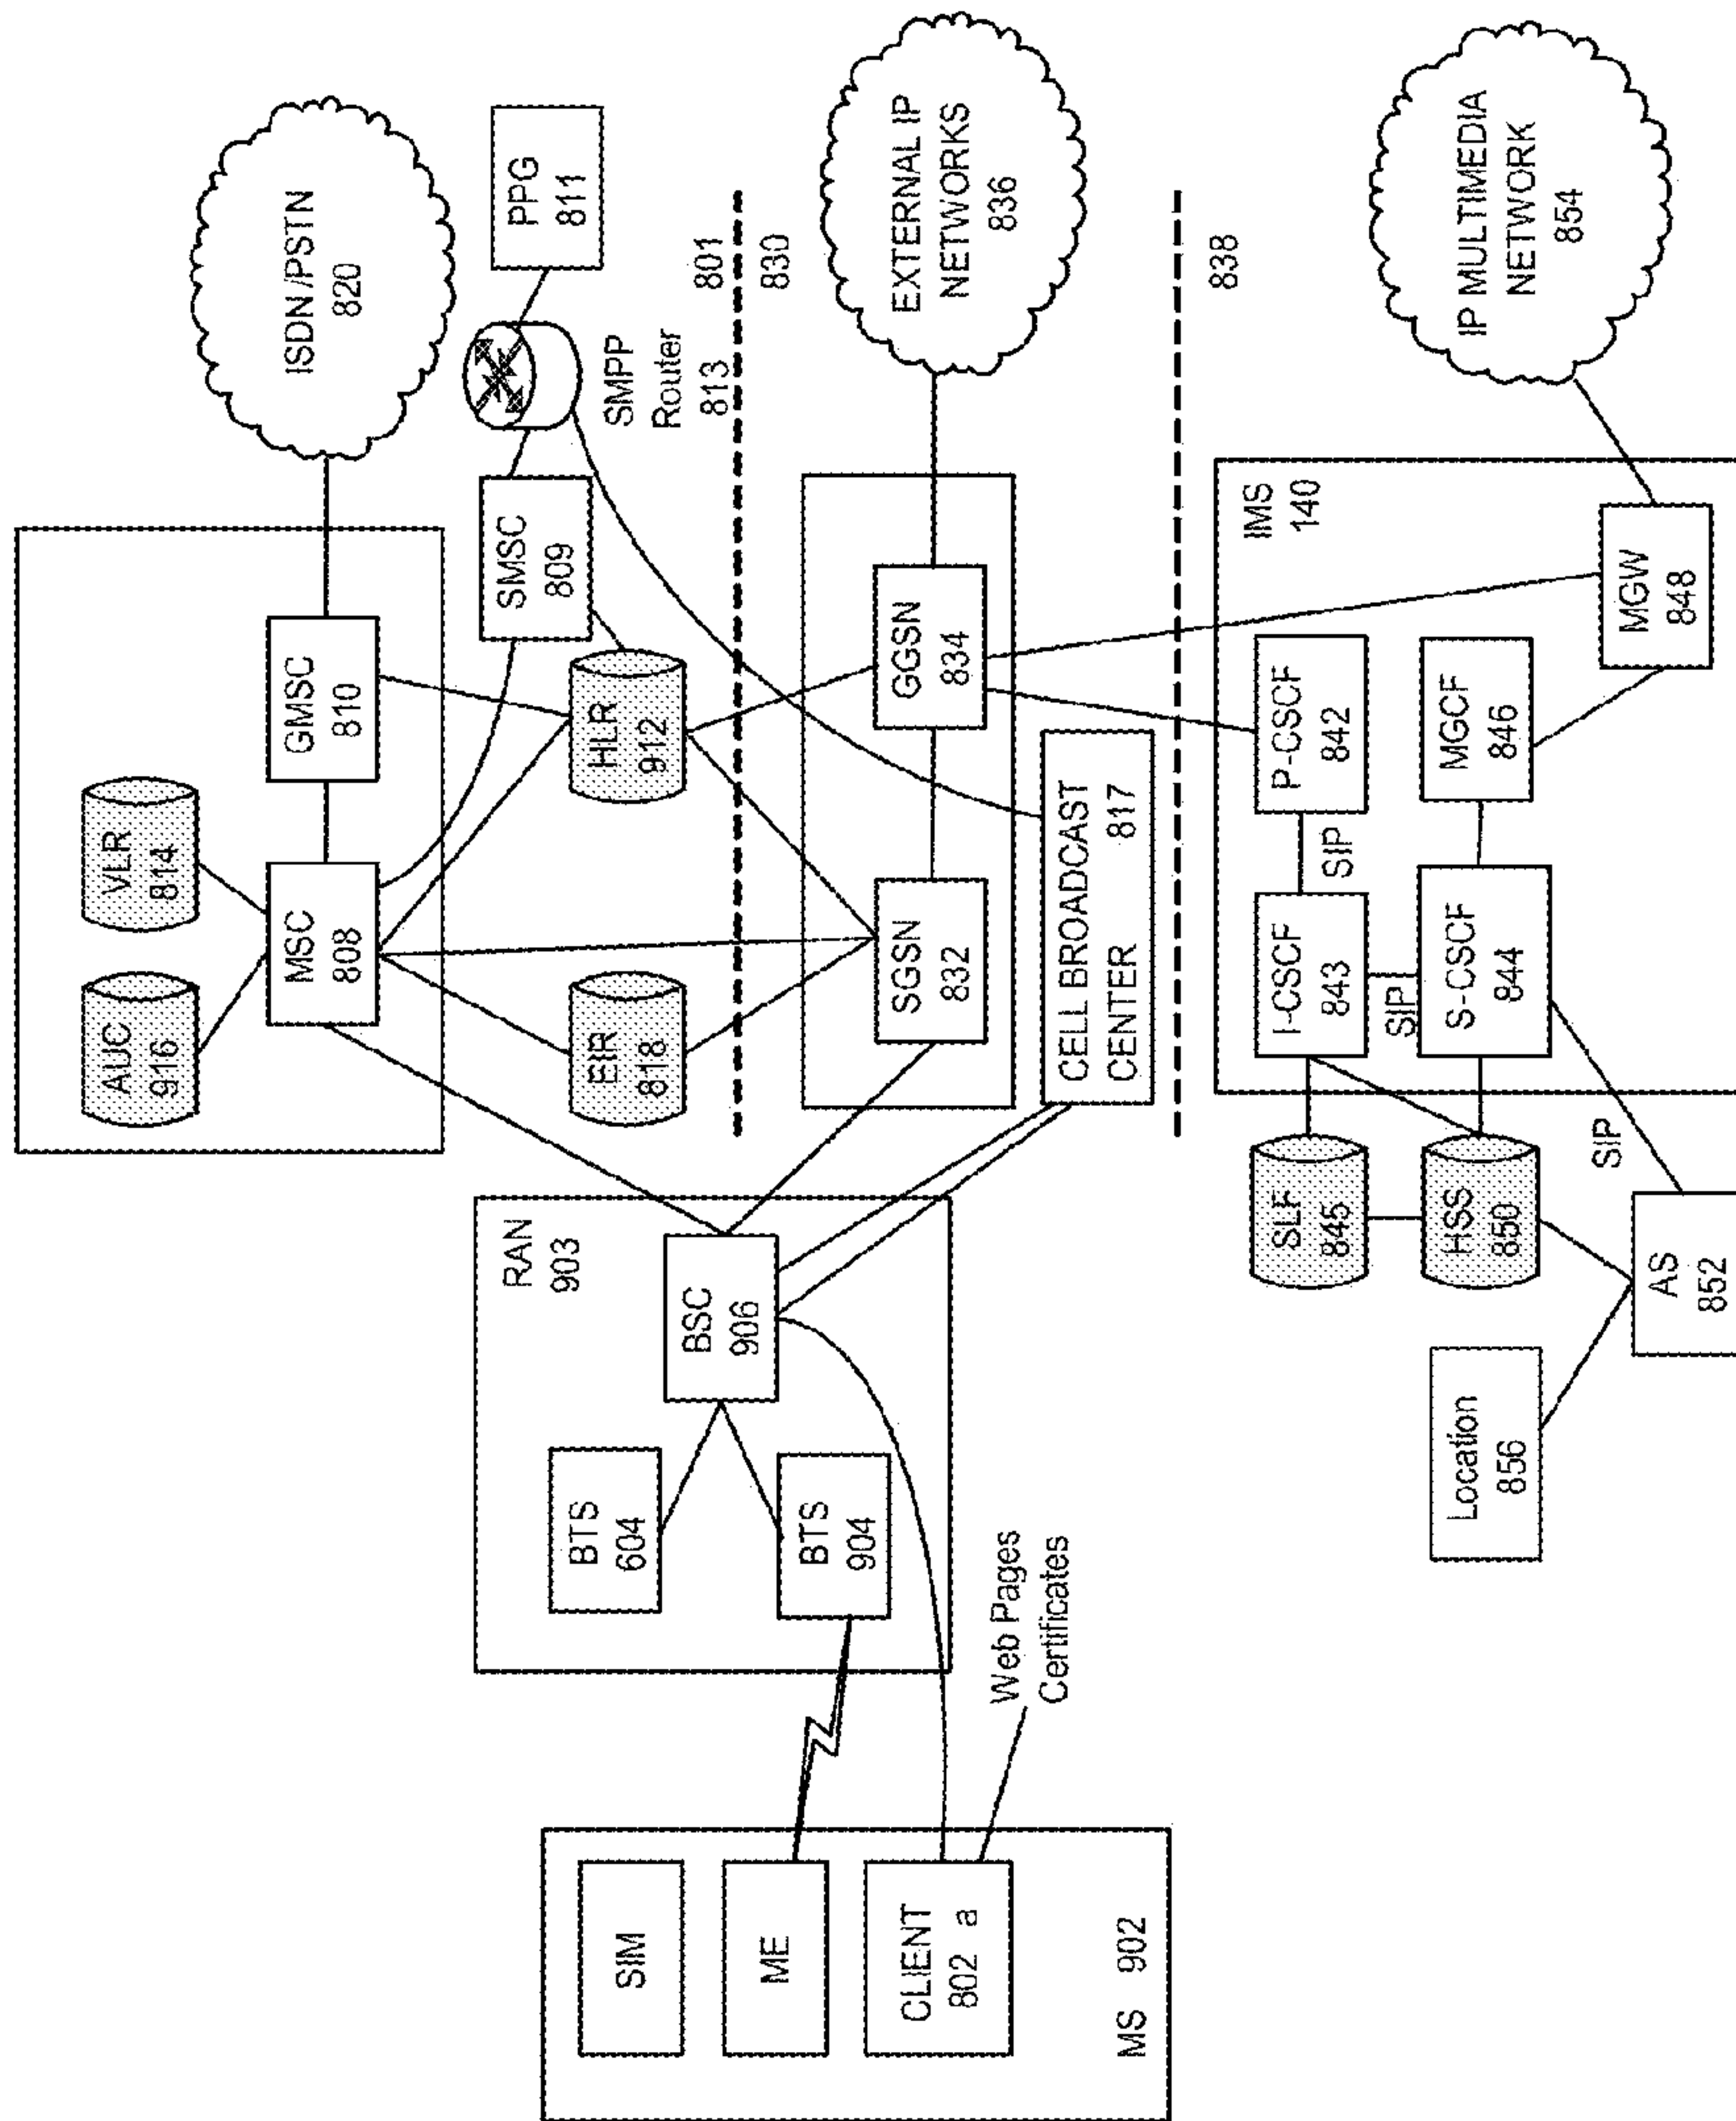 AUC
916
VLR
814
MSC
808
GMSC
810
ISDN/PSTN
820
SMSC
809
PPG
811
SMPP
Router
813
EIR
818
HLR
912
801
830
RAN
903
BTS
604
BTS
904
BSC
906
SIM
ME
CLIENT
802 a
MS 902
Web Pages
Certificates
SGSN
832
GGSN
834
EXTERNAL IP
NETWORKS
836
CELL BROADCAST
CENTER 817
838
IMS
140
SLF
845
I-CSCF
843
SIP
P-CSCF
842
SIP
HSS
850
S-CSCF
844
MGCF
846
MGW
848
IP MULTIMEDIA
NETWORK
854
SIP
Location
856
AS
852